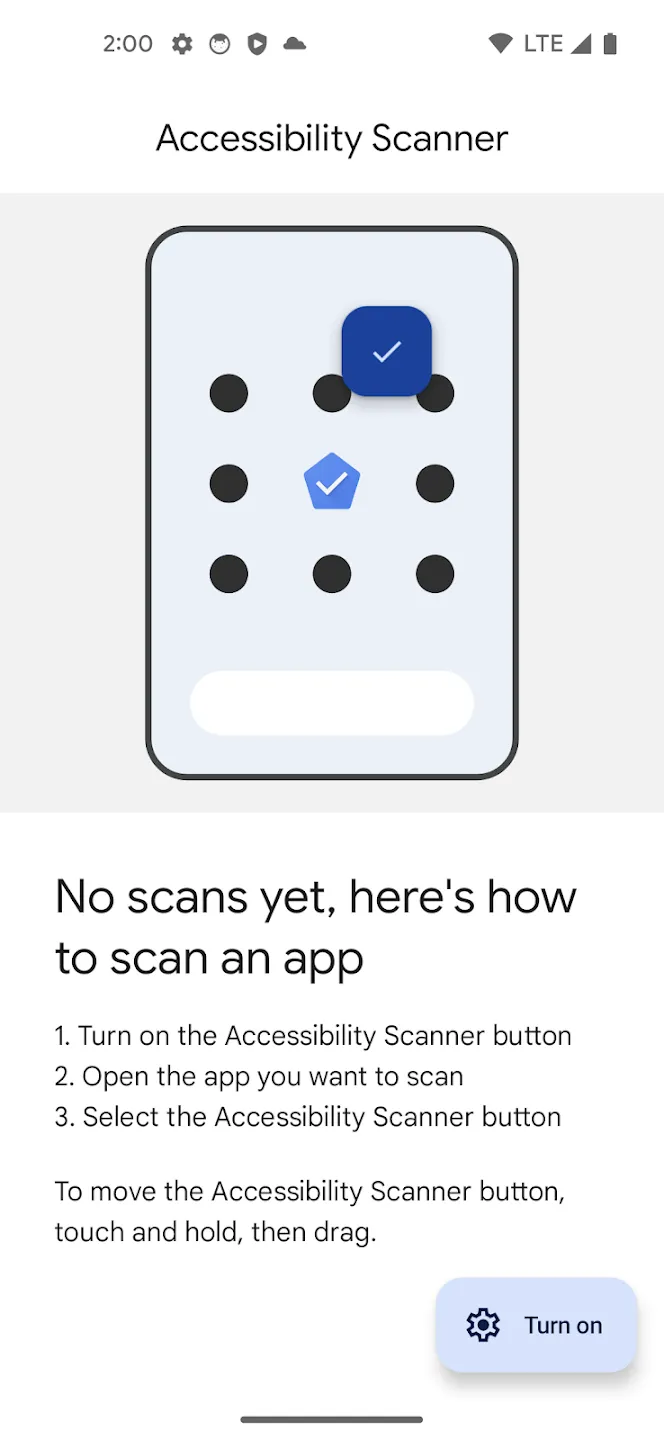 2:00 LTE
Accessibility Scanner
No scans yet, here's how
to scan an app
1. Turn on the Accessibility Scanner button
2. Open the app you want to scan
3. Select the Accessibility Scanner button
To move the Accessibility Scanner button,
touch and hold, then drag.
Turn on